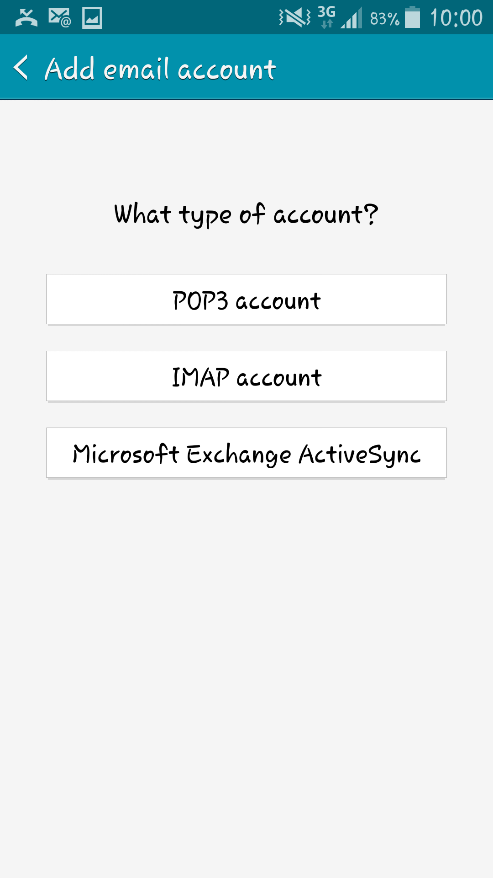 3G 83% 10:00
Add email account
What type of account?
POP3 account
IMAP account
Microsoft Exchange ActiveSync